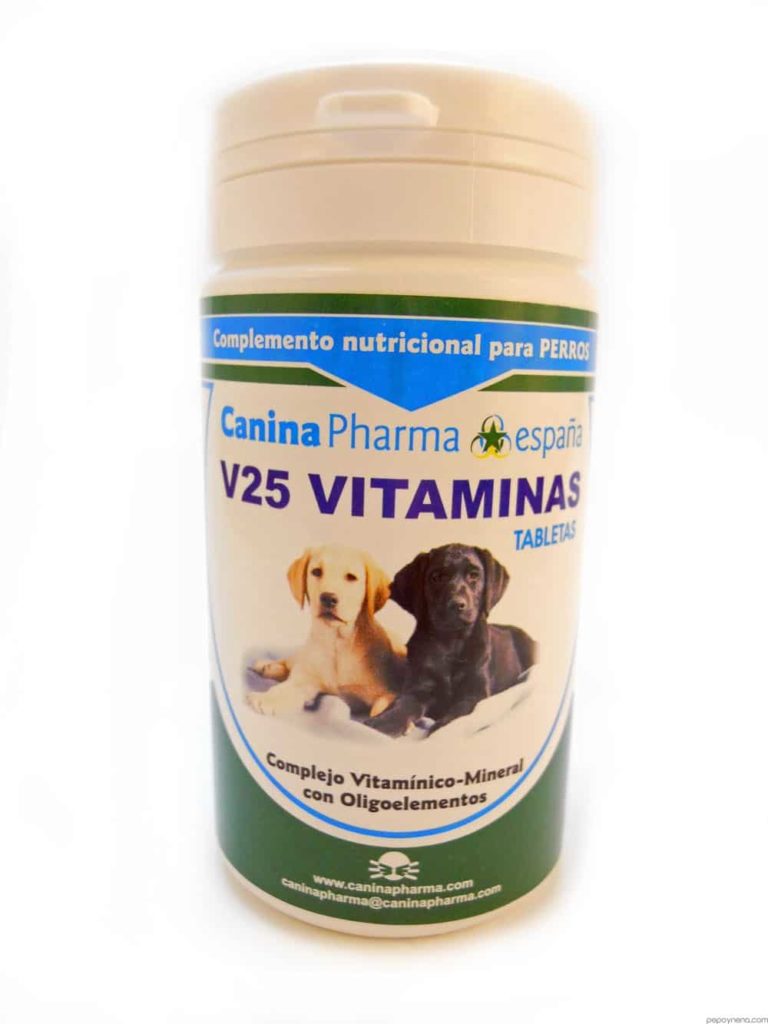 Complemento nutricional para PERROS
Canina Pharma españa
V25 VITAMINAS
TABLETAS
Complejo Vitamínico-Mineral
con Oligoelementos
www.caninapharma.com
caninapharma@caninapharma.com
pepoynena.com